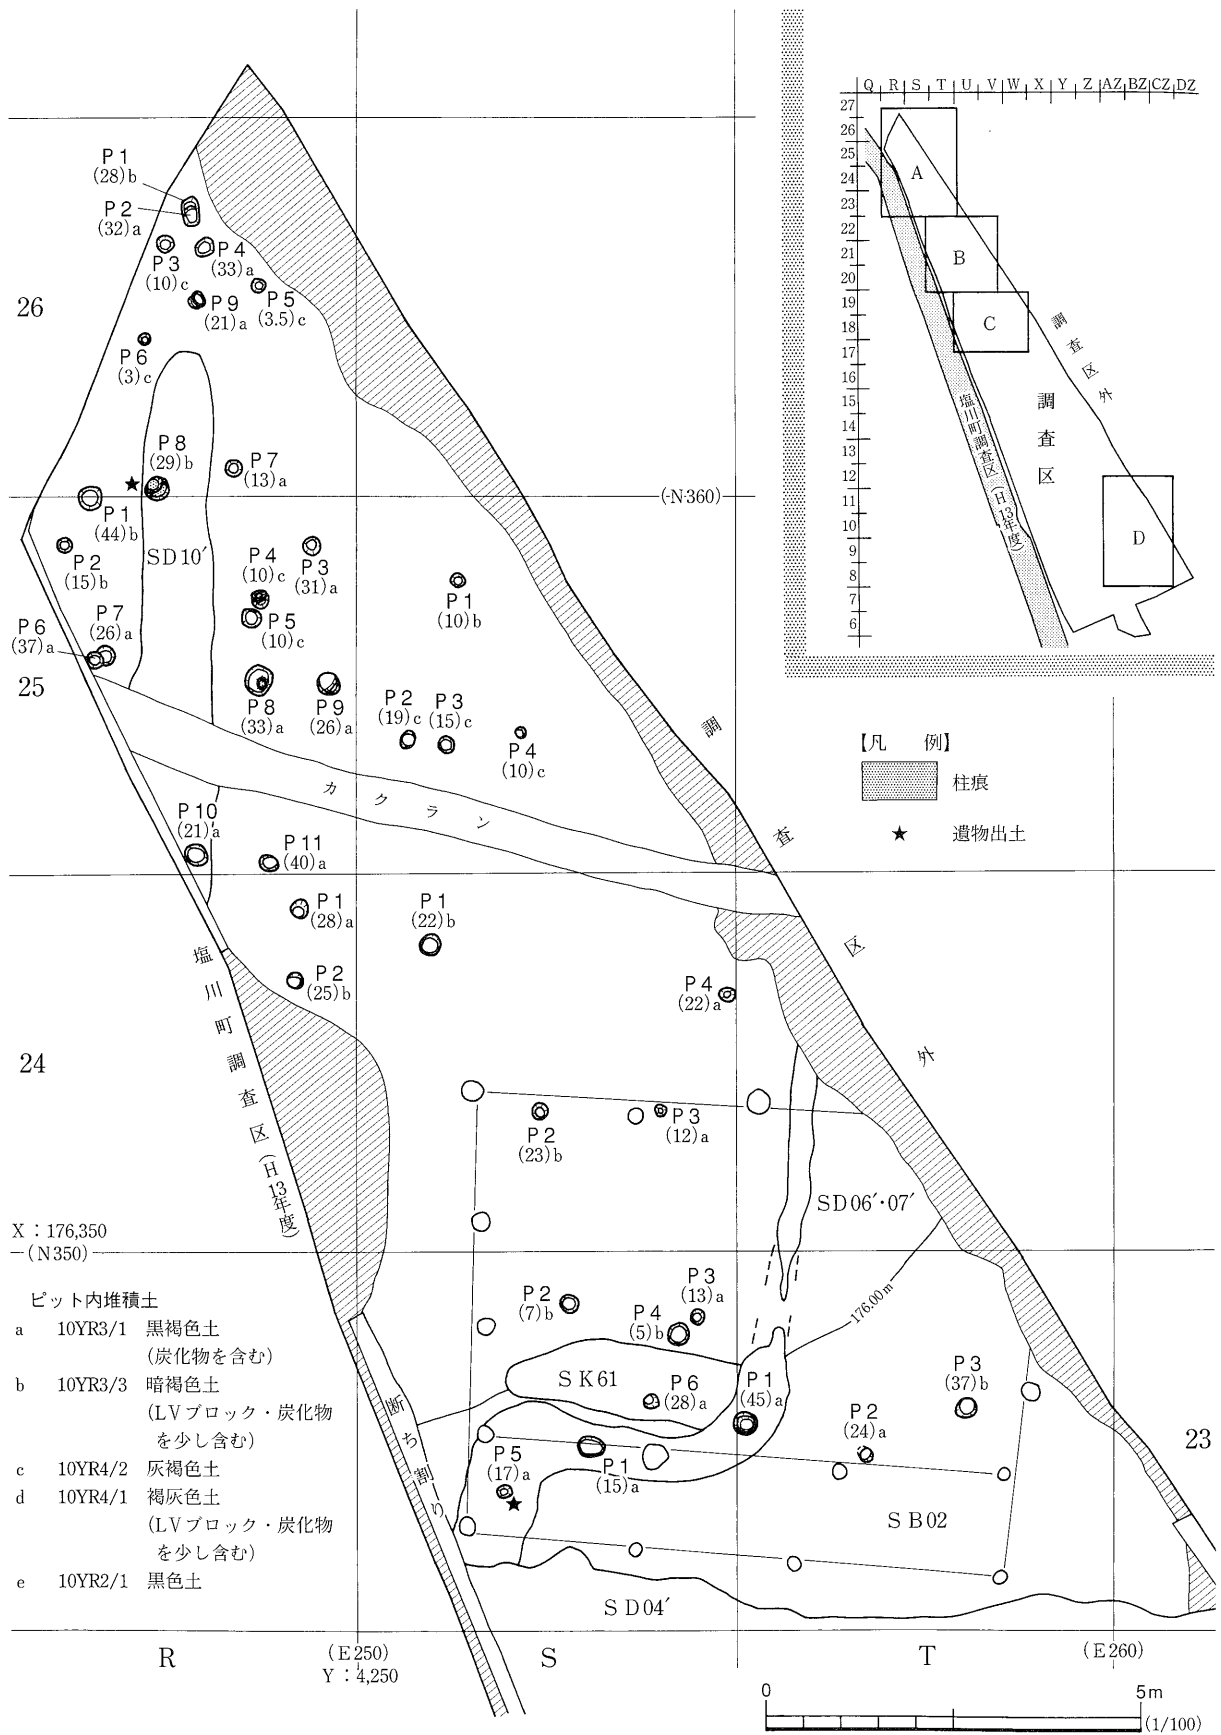 Q R S T U V W X Y Z AZ BZ CZ DZ
27
26
25
24
23
22
21
20
19
18
17
16
15
14
13
12
11
10
9
8
7
6
A
B
C
D
調査区外
調査区
塩川町調査区(H13年度)
P1
(28)b
P2
(32)a
P3
(10)c
P4
(33)a
P5
(3.5)c
P9
(21)a
P6
(3)c
26
P8
(29)b
★
P7
(13)a
(-N360)
P1
(44)b
SD10′
P2
(15)b
P4
(10)c
P3
(31)a
P5
(10)c
P1
(10)b
P7
(26)a
P6
(37)a
25
P8
(33)a
P9
(26)a
P2
(19)c
P3
(15)c
P4
(10)c
カクラン
調査区外
【凡 例】
柱痕
★ 遺物出土
P10
(21)a
P11
(40)a
P1
(28)a
P1
(22)b
P2
(25)b
P4
(22)a
塩川町調査区(H13年度)
24
P2
(23)b
P3
(12)a
SD06′・07′
X:176,350
(N350)
P2
(7)b
P3
(13)a
P4
(5)b
176.00m
SK61
P6
(28)a
P1
(45)a
P3
(37)b
P2
(24)a
23
断ち割り
P5
(17)a
★
P1
(15)a
SB02
SD04′
ピット内堆積土
a 10YR3/1 黒褐色土
(炭化物を含む)
b 10YR3/3 暗褐色土
(LVブロック・炭化物
を少し含む)
c 10YR4/2 灰褐色土
d 10YR4/1 褐灰色土
(LVブロック・炭化物
を少し含む)
e 10YR2/1 黒色土
R
(E250)
Y:4,250
S
T
(E260)
0 5m
(1/100)